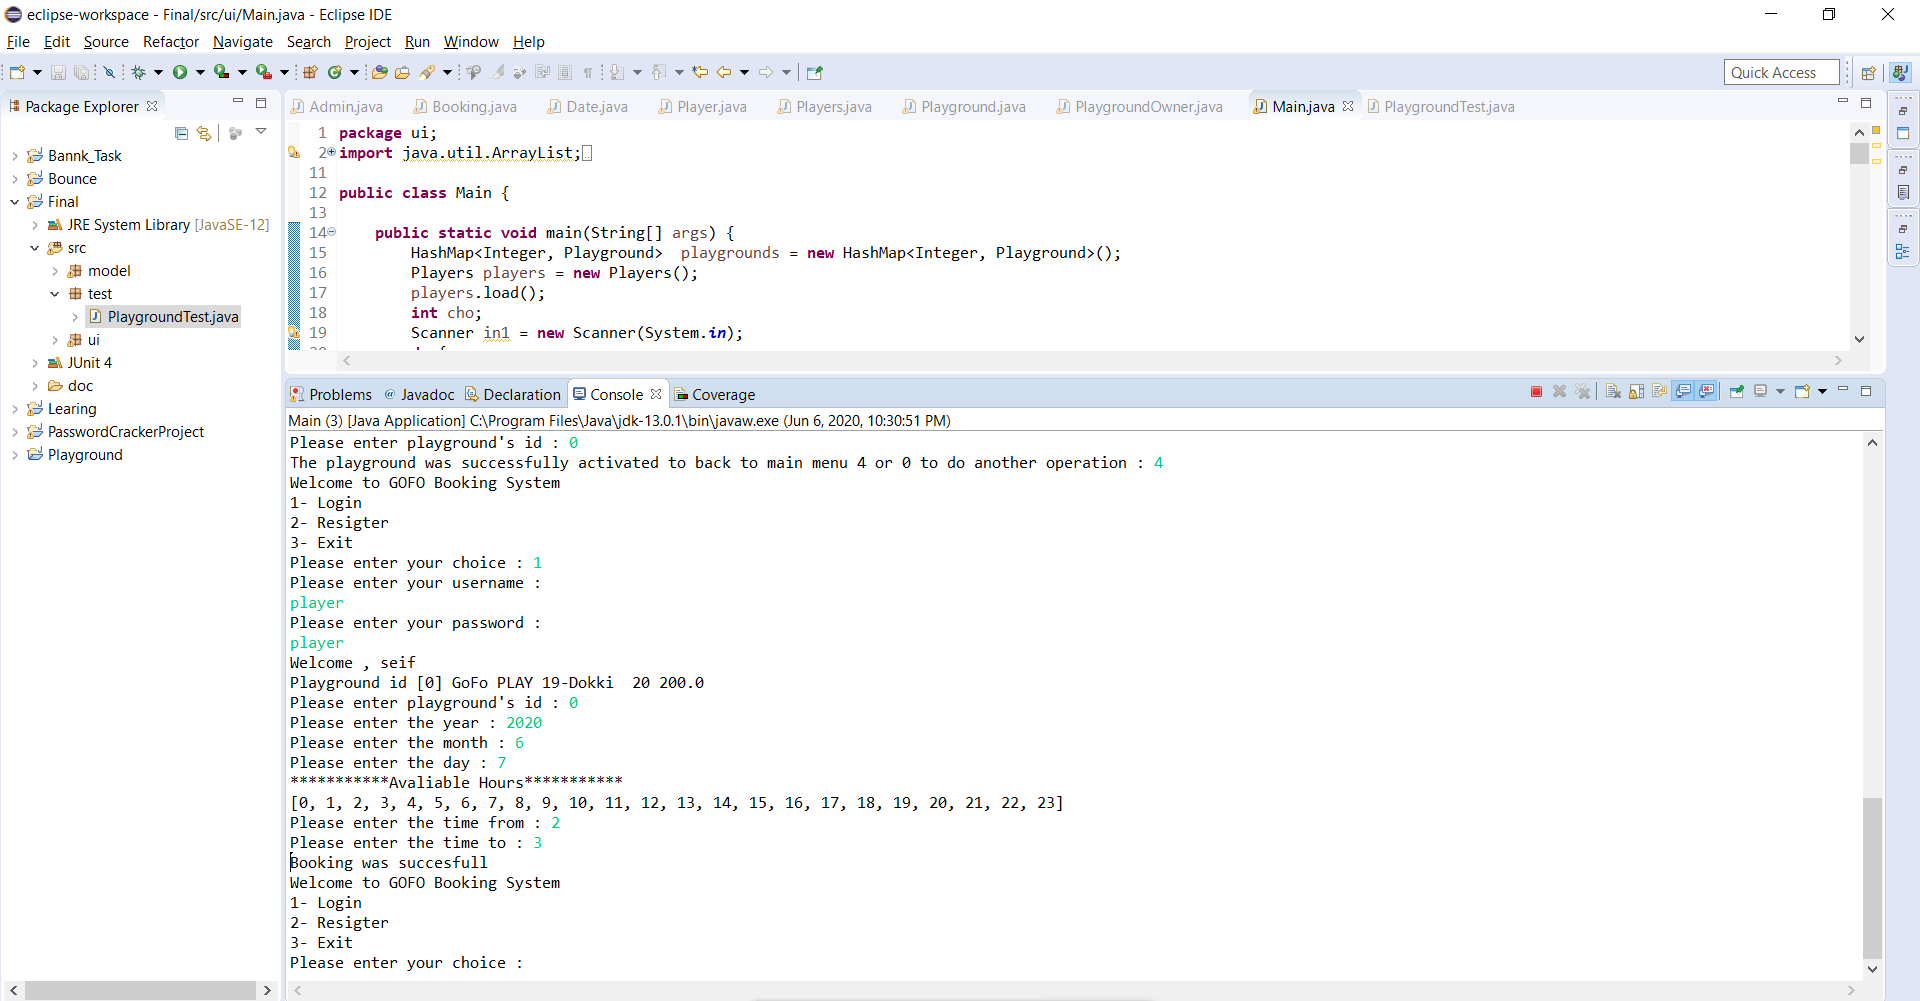 eclipse-workspace - Final/src/ui/Main.java - Eclipse IDE
File Edit Source Refactor Navigate Search Project Run Window Help
Quick Access
Package Explorer
Bannk_Task
Bounce
Final
JRE System Library [JavaSE-12]
src
model
test
PlaygroundTest.java
ui
JUnit 4
doc
Learing
PasswordCrackerProject
Playground
Admin.java Booking.java Date.java Player.java Players.java Playground.java PlaygroundOwner.java Main.java PlaygroundTest.java
1 package ui;
2 import java.util.ArrayList;
11
12 public class Main {
13
14 public static void main(String[] args) {
15 HashMap<Integer, Playground> playgrounds = new HashMap<Integer, Playground>();
16 Players players = new Players();
17 players.load();
18 int cho;
19 Scanner in1 = new Scanner(System.in);
Problems @ Javadoc Declaration Console Coverage
Main (3) [Java Application] C:\Program Files\Java\jdk-13.0.1\bin\javaw.exe (Jun 6, 2020, 10:30:51 PM)
Please enter playground's id : 0
The playground was successfully activated to back to main menu 4 or 0 to do another operation : 4
Welcome to GOFO Booking System
1- Login
2- Resigter
3- Exit
Please enter your choice : 1
Please enter your username :
player
Please enter your password :
player
Welcome , seif
Playground id [0] GoFo PLAY 19-Dokki  20 200.0
Please enter playground's id : 0
Please enter the year : 2020
Please enter the month : 6
Please enter the day : 7
***********Avaliable Hours***********
[0, 1, 2, 3, 4, 5, 6, 7, 8, 9, 10, 11, 12, 13, 14, 15, 16, 17, 18, 19, 20, 21, 22, 23]
Please enter the time from : 2
Please enter the time to : 3
Booking was succesfull
Welcome to GOFO Booking System
1- Login
2- Resigter
3- Exit
Please enter your choice :